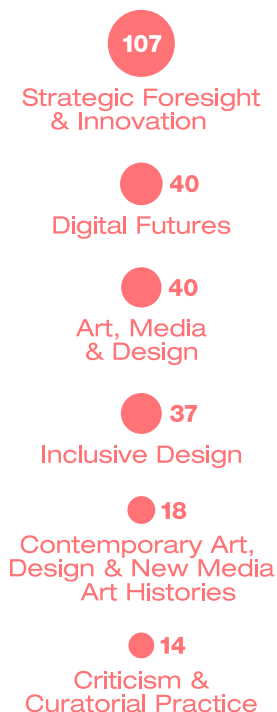 107
Strategic Foresight
& Innovation
40
Digital Futures
40
Art, Media
& Design
37
Inclusive Design
18
Contemporary Art,
Design & New Media
Art Histories
14
Criticism &
Curatorial Practice